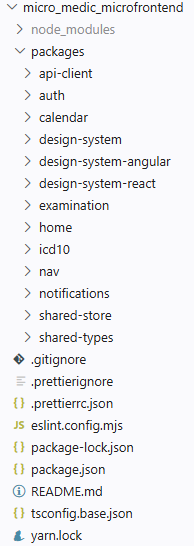 micro_medic_microfrontend
node_modules
packages
api-client
auth
calendar
design-system
design-system-angular
design-system-react
examination
home
icd10
nav
notifications
shared-store
shared-types
.gitignore
.prettierignore
{} .prettierrc.json
JS eslint.config.mjs
{} package-lock.json
{} package.json
README.md
{} tsconfig.base.json
yarn.lock